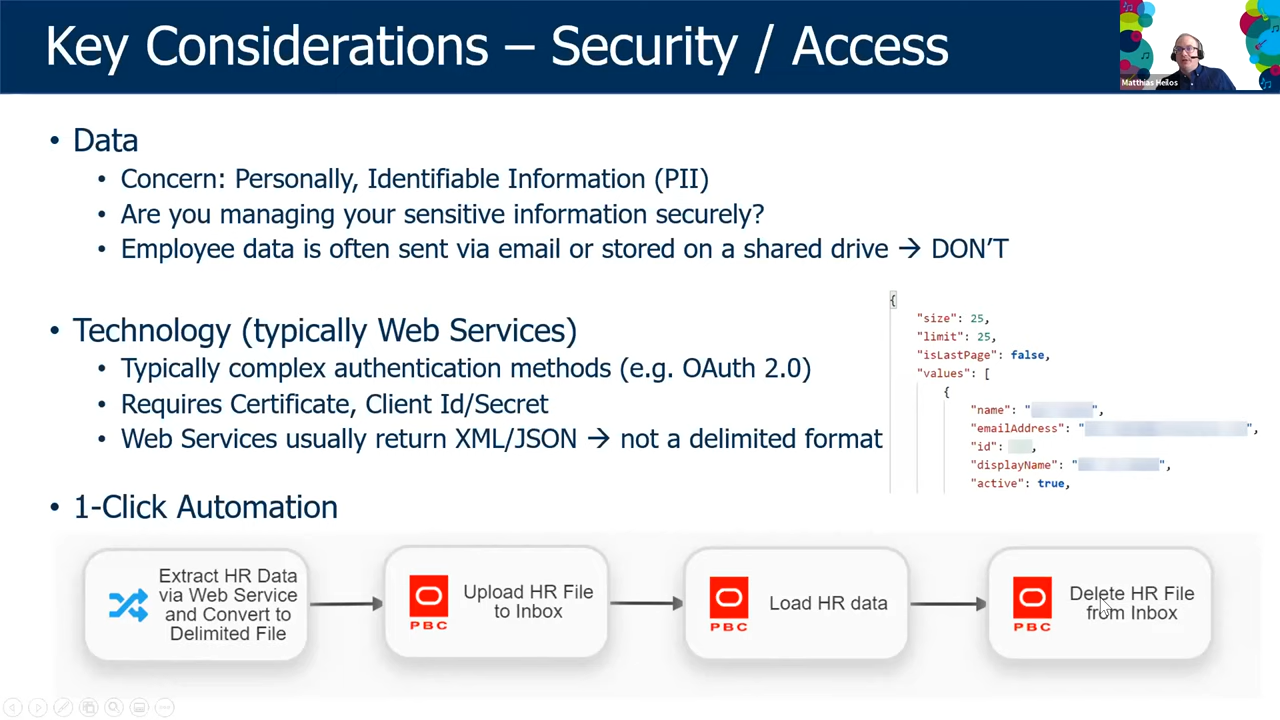 Key Considerations – Security / Access
Matthias Heilos
• Data
• Concern: Personally, Identifiable Information (PII)
• Are you managing your sensitive information securely?
• Employee data is often sent via email or stored on a shared drive → DON'T
• Technology (typically Web Services)
• Typically complex authentication methods (e.g. OAuth 2.0)
• Requires Certificate, Client Id/Secret
• Web Services usually return XML/JSON → not a delimited format
{
"size": 25,
"limit": 25,
"isLastPage": false,
"values": [
{
"name": " ",
"emailAddress": " ",
"id": ,
"displayName": " ",
"active": true,
• 1-Click Automation
Extract HR Data
via Web Service
and Convert to
Delimited File
PBC
Upload HR File
to Inbox
PBC
Load HR data
PBC
Delete HR File
from Inbox